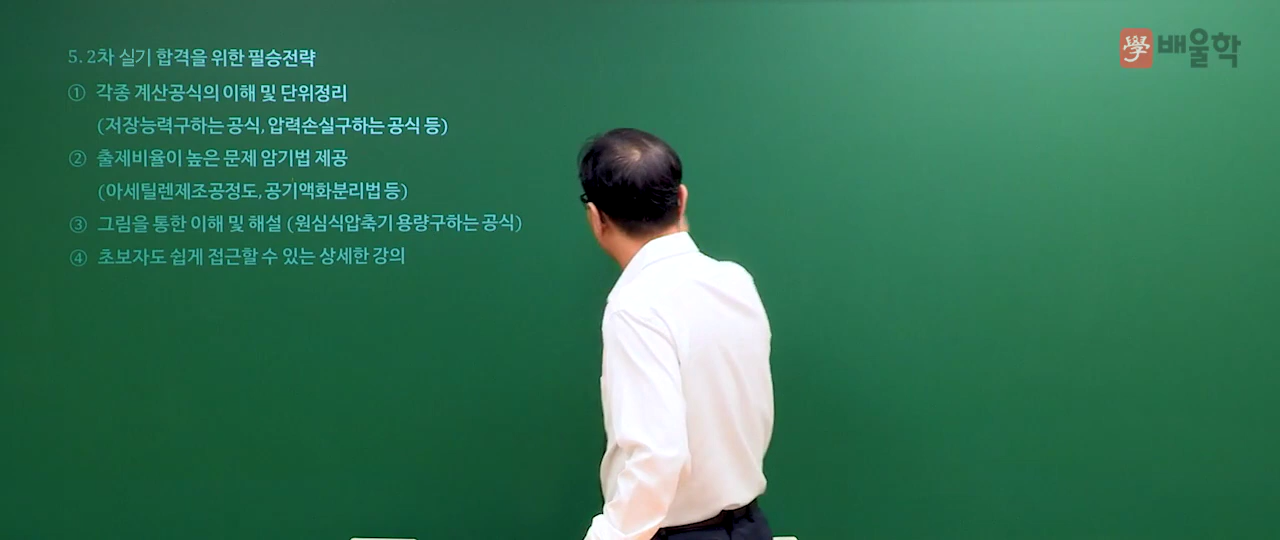 5. 2차 실기 합격을 위한 필승전략
① 각종 계산공식의 이해 및 단위정리
(저장능력구하는 공식, 압력손실구하는 공식 등)
② 출제비율이 높은 문제 암기법 제공
(아세틸렌제조공정도, 공기액화분리법 등)
③ 그림을 통한 이해 및 해설 (원심식압축기 용량구하는 공식)
④ 초보자도 쉽게 접근할 수 있는 상세한 강의
學 배울학